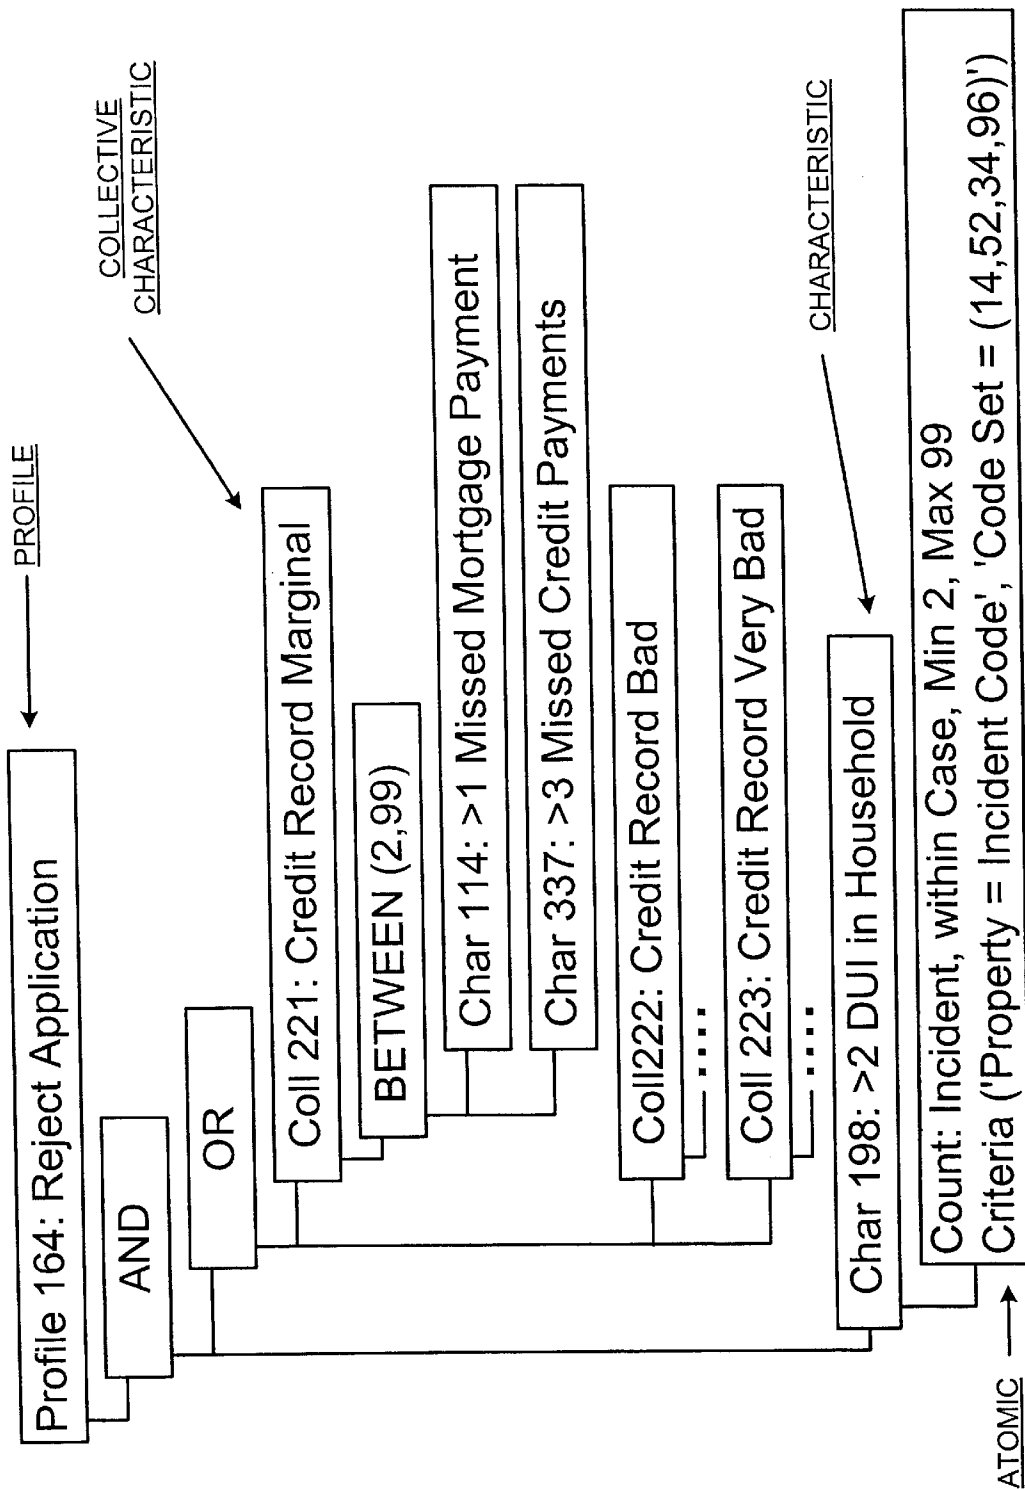 PROFILE
Profile 164: Reject Application
AND
OR
COLLECTIVE
CHARACTERISTIC
Coll 221: Credit Record Marginal
BETWEEN (2,99)
Char 114: >1 Missed Mortgage Payment
Char 337: >3 Missed Credit Payments
Coll222: Credit Record Bad
....
Coll 223: Credit Record Very Bad
....
CHARACTERISTIC
Char 198: >2 DUI in Household
Count: Incident, within Case, Min 2, Max 99
Criteria ('Property = Incident Code', 'Code Set = (14,52,34,96)')
ATOMIC